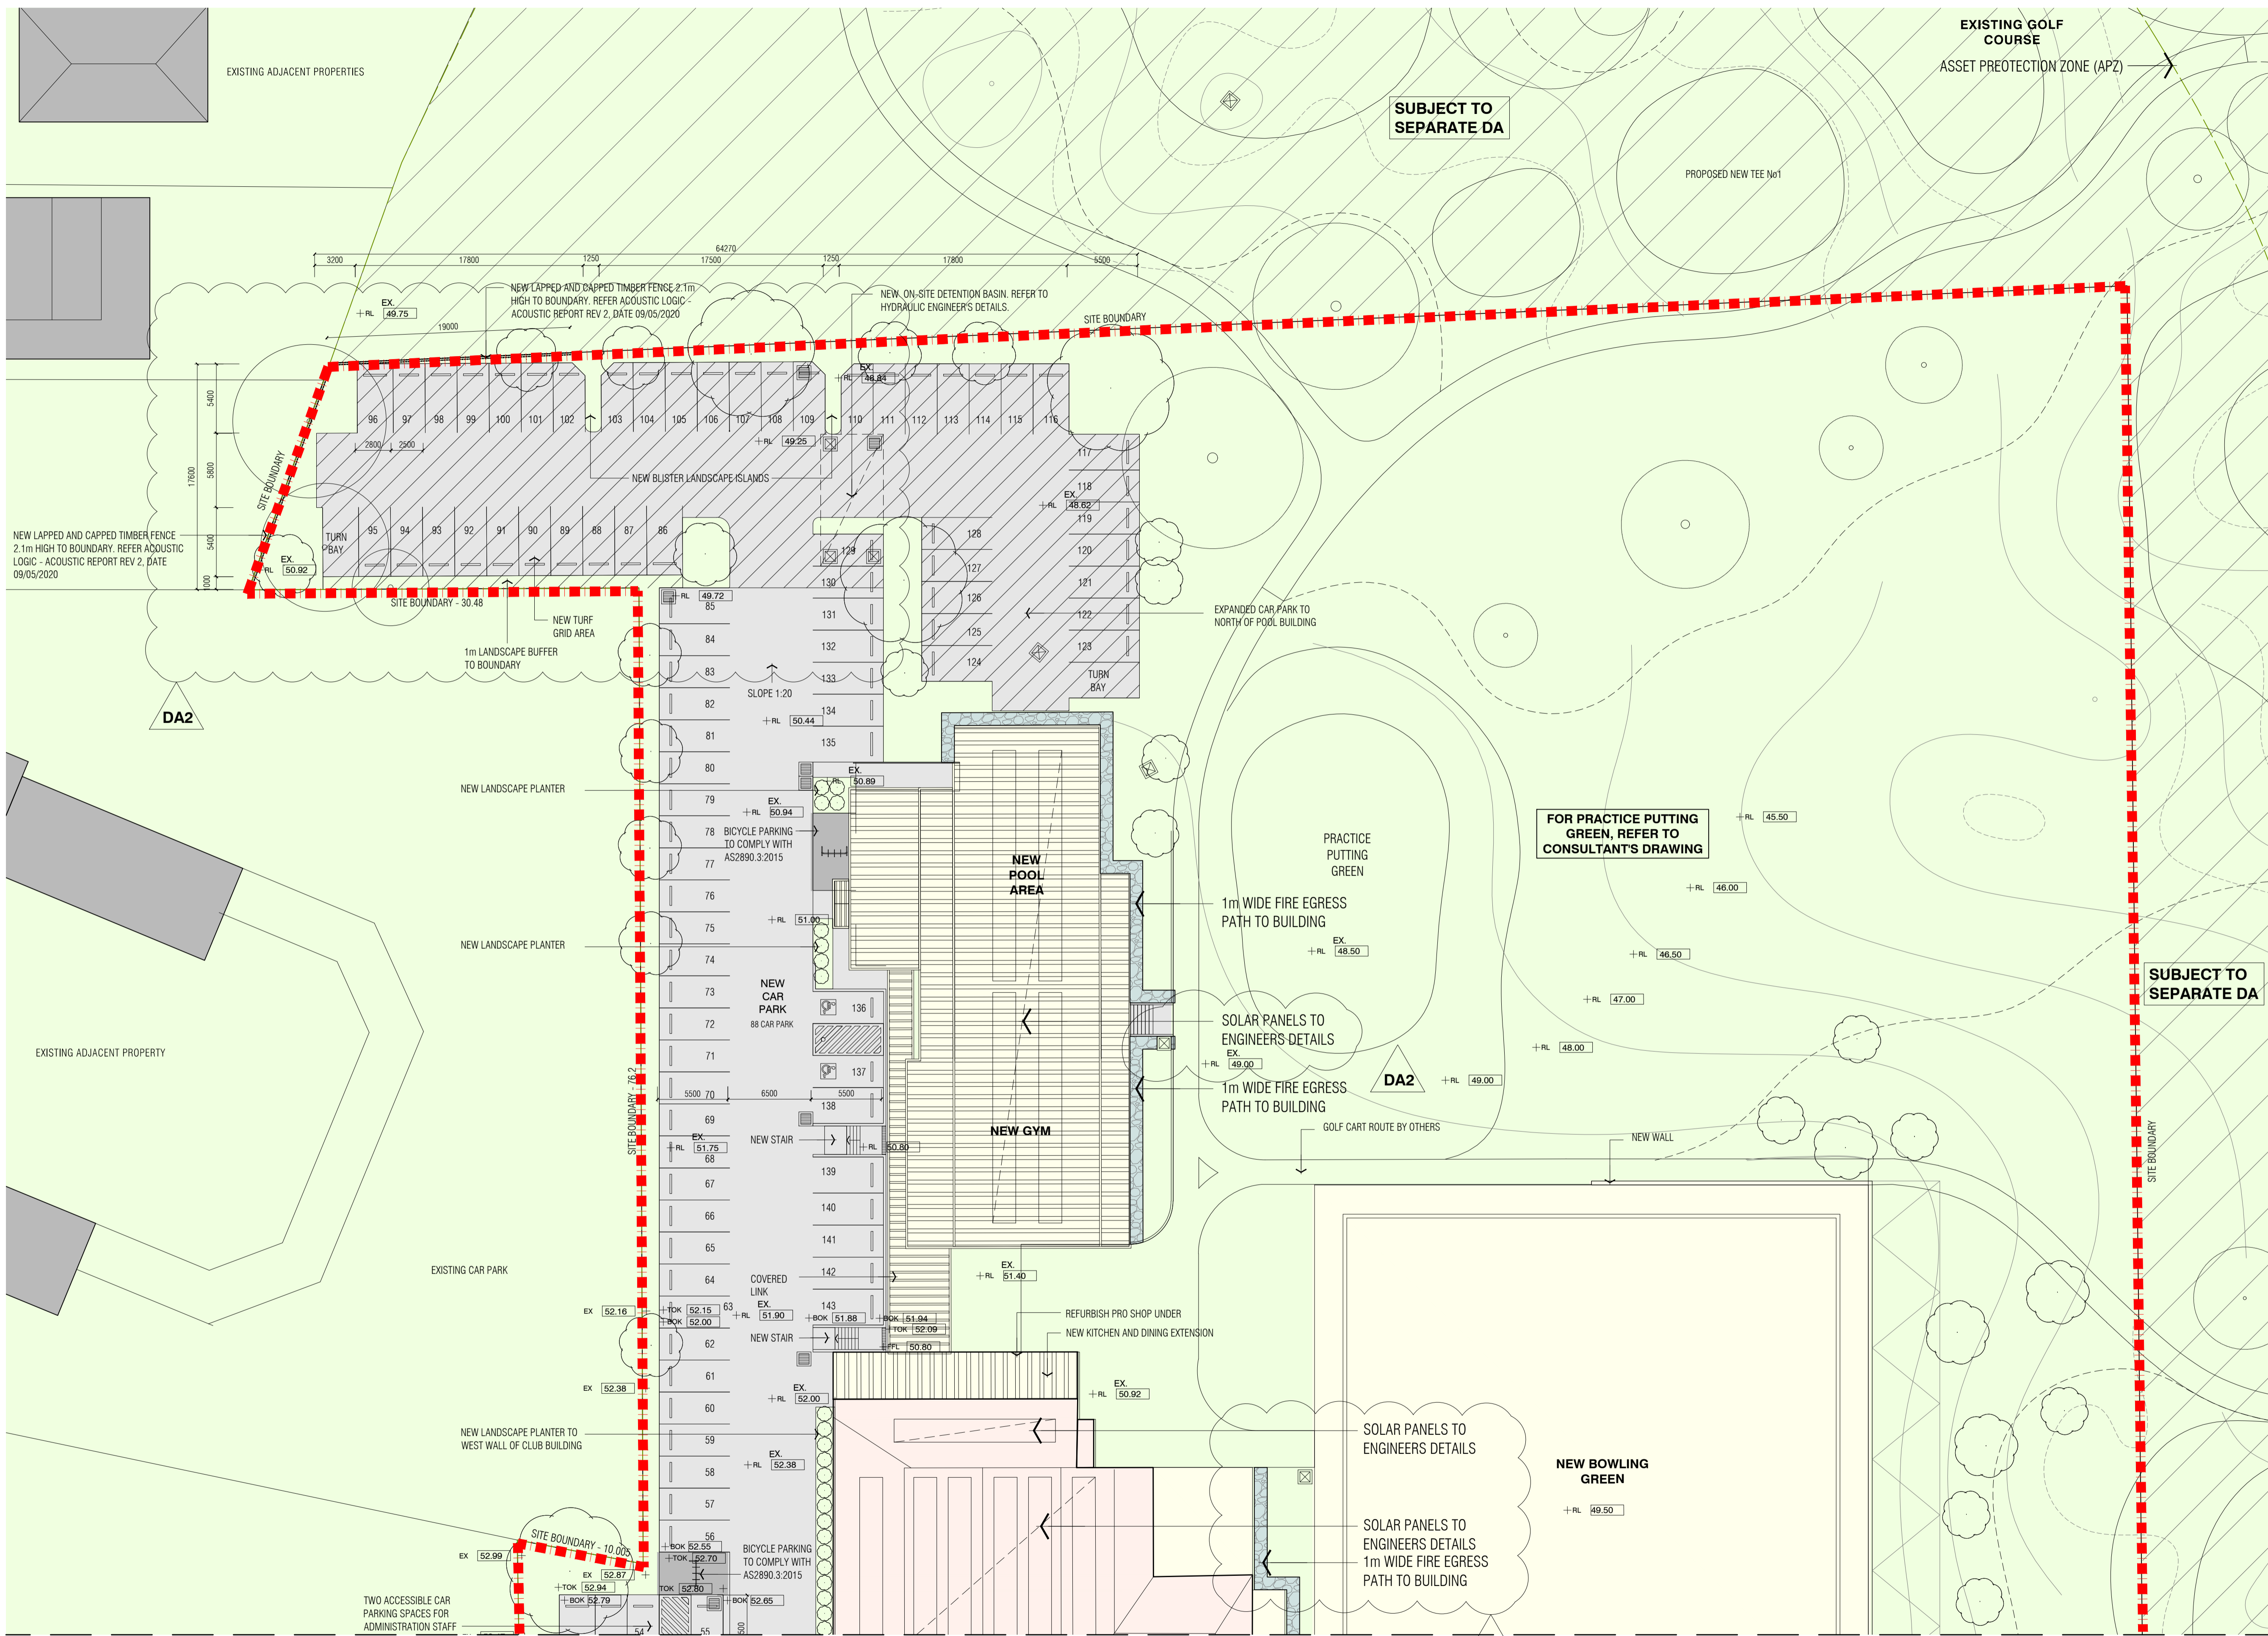 EXISTING GOLF
COURSE
ASSET PREOTECTION ZONE (APZ)
EXISTING ADJACENT PROPERTIES
SUBJECT TO
SEPARATE DA
PROPOSED NEW TEE No1
64270
3200
17800
1250
17500
1250
17800
5500
NEW LAPPED AND CAPPED TIMBER FENCE 2.1m
HIGH TO BOUNDARY. REFER ACOUSTIC LOGIC -
ACOUSTIC REPORT REV 2, DATE 09/05/2020
NEW ON-SITE DETENTION BASIN. REFER TO
HYDRAULIC ENGINEER'S DETAILS.
EX.
RL 49.75
19000
SITE BOUNDARY
EX.
RL 48.84
5400
5800
17600
5400
1000
96
97
98
99
100
101
102
103
104
105
106
107
108
109
110
111
112
113
114
115
116
2800
2500
RL 49.25
SITE BOUNDARY
NEW BLISTER LANDSCAPE ISLANDS
117
118
EX.
RL 48.62
119
120
121
122
123
TURN
BAY
NEW LAPPED AND CAPPED TIMBER FENCE
2.1m HIGH TO BOUNDARY. REFER ACOUSTIC
LOGIC - ACOUSTIC REPORT REV 2, DATE
09/05/2020
EX.
RL 50.92
TURN
BAY
95
94
93
92
91
90
89
88
87
86
128
127
126
125
124
129
130
131
132
133
134
135
SITE BOUNDARY - 30.48
RL 49.72
NEW TURF
GRID AREA
1m LANDSCAPE BUFFER
TO BOUNDARY
EXPANDED CAR PARK TO
NORTH OF POOL BUILDING
DA2
85
84
83
82
81
80
79
78
77
76
75
74
73
72
71
70
69
68
67
66
65
64
63
62
61
60
59
58
57
56
SLOPE 1:20
RL 50.44
NEW LANDSCAPE PLANTER
EX.
RL 50.89
EX.
RL 50.94
BICYCLE PARKING
TO COMPLY WITH
AS2890.3:2015
RL 51.00
NEW LANDSCAPE PLANTER
NEW
POOL
AREA
PRACTICE
PUTTING
GREEN
FOR PRACTICE PUTTING
GREEN, REFER TO
CONSULTANT'S DRAWING
RL 45.50
RL 46.00
1m WIDE FIRE EGRESS
PATH TO BUILDING
EX.
RL 48.50
RL 46.50
RL 47.00
SUBJECT TO
SEPARATE DA
NEW
CAR
PARK
88 CAR PARK
136
137
138
SOLAR PANELS TO
ENGINEERS DETAILS
EX.
RL 49.00
RL 48.00
EXISTING ADJACENT PROPERTY
DA2
RL 49.00
1m WIDE FIRE EGRESS
PATH TO BUILDING
SITE BOUNDARY - 76.2
5500
6500
5500
NEW GYM
GOLF CART ROUTE BY OTHERS
NEW WALL
SITE BOUNDARY
EX.
RL 51.75
NEW STAIR
RL 50.80
139
140
141
142
143
EXISTING CAR PARK
COVERED
LINK
EX.
RL 51.40
EX 52.16
TOK 52.15
BOK 52.00
EX.
RL 51.90
BOK 51.88
BOK 51.94
TOK 52.09
FFL 50.80
NEW STAIR
REFURBISH PRO SHOP UNDER
NEW KITCHEN AND DINING EXTENSION
EX 52.38
EX.
RL 52.00
EX.
RL 50.92
NEW LANDSCAPE PLANTER TO
WEST WALL OF CLUB BUILDING
EX.
RL 52.38
SOLAR PANELS TO
ENGINEERS DETAILS
NEW BOWLING
GREEN
RL 49.50
SOLAR PANELS TO
ENGINEERS DETAILS
1m WIDE FIRE EGRESS
PATH TO BUILDING
SITE BOUNDARY - 10.005
EX 52.99
EX 52.87
BOK 52.55
TOK 52.70
BICYCLE PARKING
TO COMPLY WITH
AS2890.3:2015
TOK 52.94
TOK 52.80
BOK 52.79
BOK 52.65
TWO ACCESSIBLE CAR
PARKING SPACES FOR
ADMINISTRATION STAFF
54
55